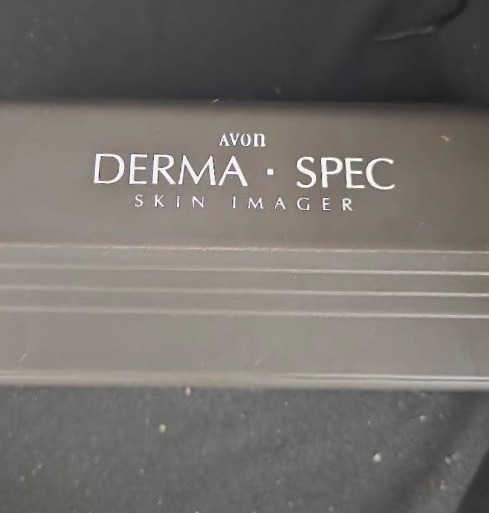 AVON
DERMA · SPEC
SKIN IMAGER